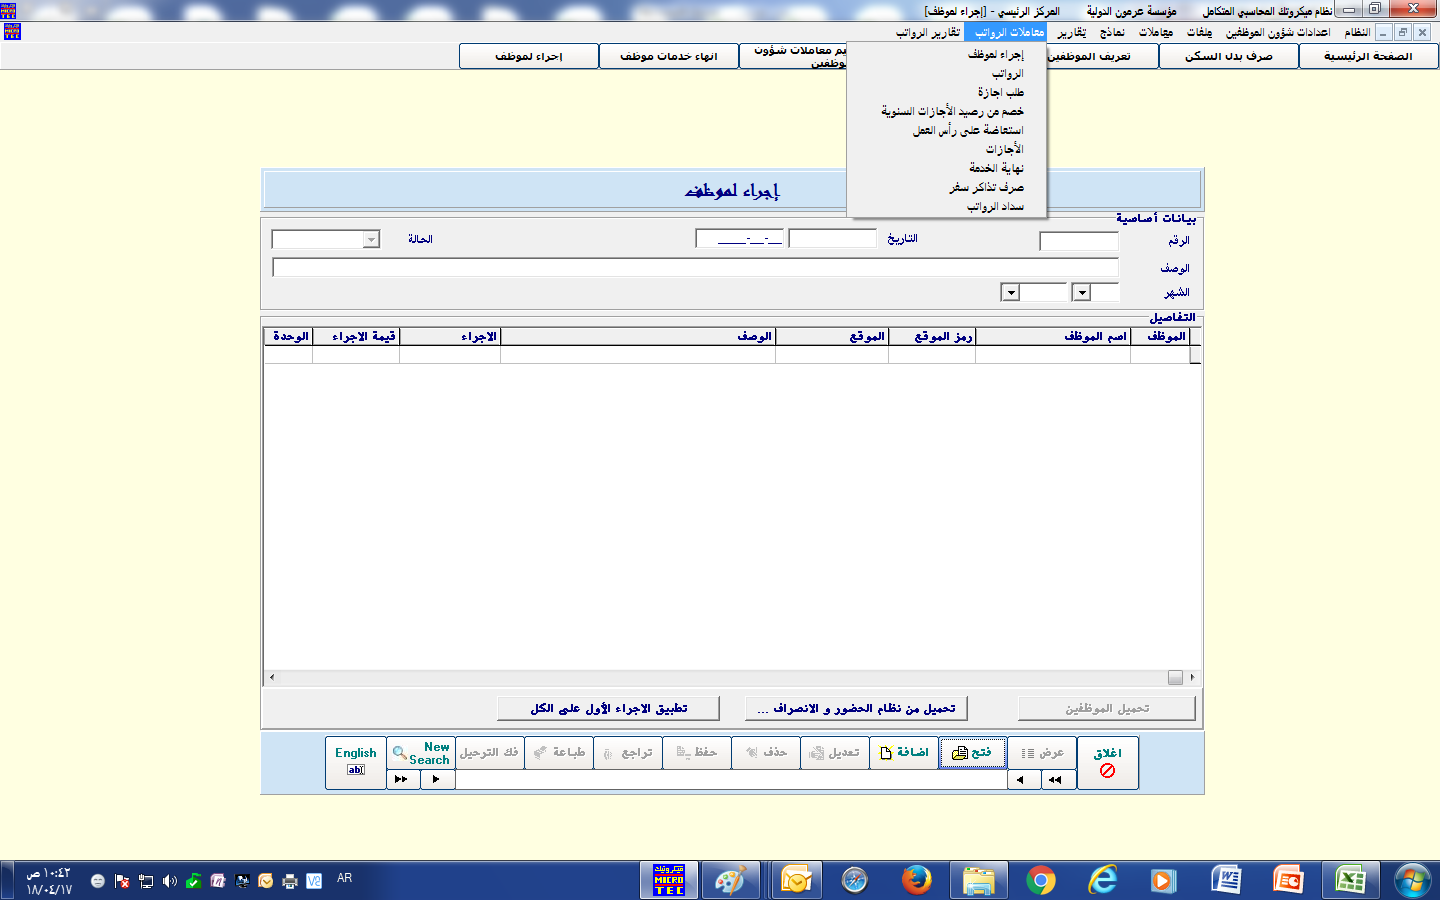 نظام ميكروتك المحاسبي المتكامل مؤسسة عرمون الدولية المركز الرئيسي - [إجراء لموظف]
النظام اعدادات شؤون الموظفين ملفات معاملات نماذج تقارير معاملات الرواتب تقارير الرواتب
الصفحة الرئيسية
صرف بدل السكن
تعريف الموظفين
يم معاملات شؤون
وظفين
انهاء خدمات موظف
إجراء لموظف
إجراء لموظف
الرواتب
طلب اجازة
خصم من رصيد الأجازات السنوية
استعاضة على رأس العمل
الأجازات
نهاية الخدمة
صرف تذاكر سفر
سداد الرواتب
إجراء لموظف
بيانات أساسية
الرقم
التاريخ
__-__-____
الحالة
الوصف
الشهر
التفاصيل
الموظف اسم الموظف رمز الموقع الموقع الوصف الاجراء قيمة الاجراء الوحدة
تحميل الموظفين
تحميل من نظام الحضور و الانصراف ...
تطبيق الاجراء الأول على الكل
اغلاق
عرض
فتح
اضافة
تعديل
حذف
حفظ
تراجع
طباعة
فك الترحيل
New
Search
English
ab
AR
١٠:٤٢ ص
١٨/٠٤/١٧
ميكروتك
MICRO
TEC